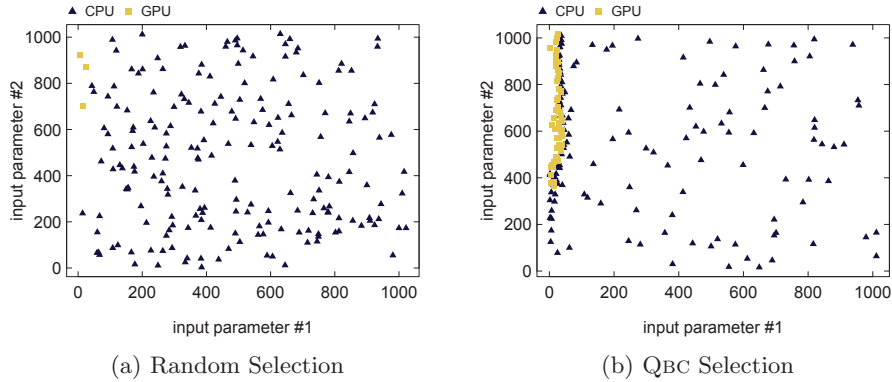 CPU GPU
1000
800
600
400
200
0
input parameter #2
0 200 400 600 800 1000
input parameter #1
(a) Random Selection
CPU GPU
1000
800
600
400
200
0
input parameter #2
0 200 400 600 800 1000
input parameter #1
(b) QBC Selection